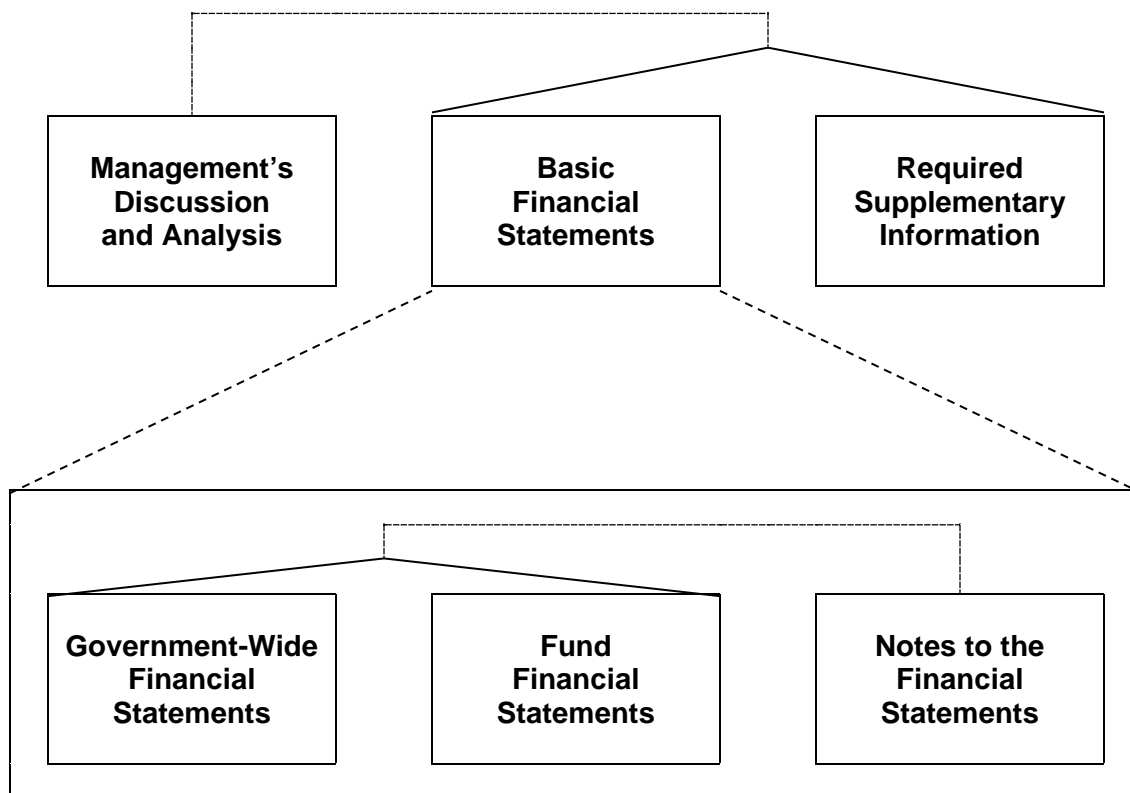 Management’s
Discussion
and Analysis
Basic
Financial
Statements
Required
Supplementary
Information
Government-Wide
Financial
Statements
Fund
Financial
Statements
Notes to the
Financial
Statements